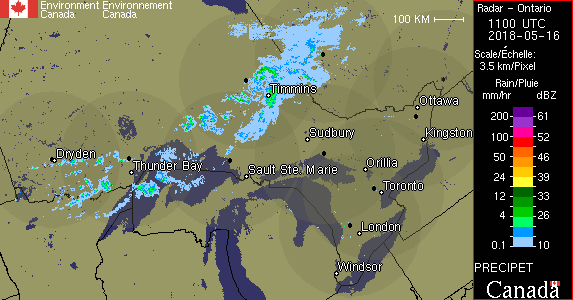 Environment Environnement
Canada Canada
100 KM
Radar - Ontario
1100 UTC
2018-05-16
Scale/Échelle:
3.5 km/Pixel
Rain/Pluie
mm/hr dBZ
200 61
100 52
50 46
24 39
12 33
4 26
0.1 10
PRECIPET
Canada
Timmins
Ottawa
Sudbury
Kingston
Dryden
Thunder Bay
Sault Ste. Marie
Orillia
Toronto
London
Windsor